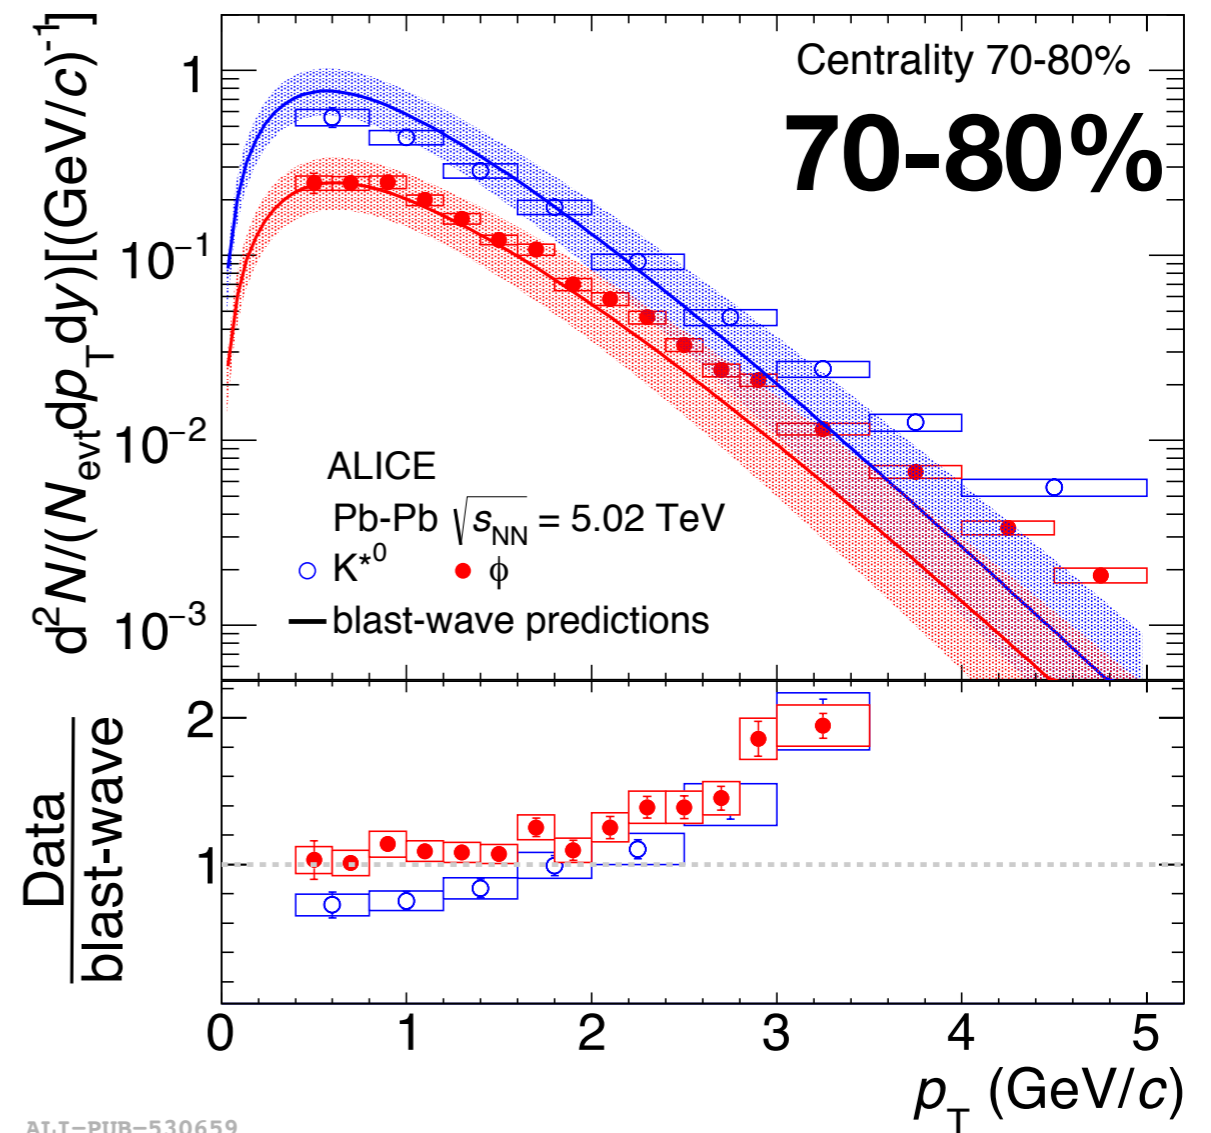 Centrality 70-80%
70-80%
d²N/(N_evt dp_T dy)[(GeV/c)⁻¹]
1
10⁻¹
10⁻²
10⁻³
ALICE
Pb-Pb √s_NN = 5.02 TeV
K*⁰ ϕ
blast-wave predictions
Data
blast-wave
2
1
0 1 2 3 4 5
p_T (GeV/c)
ALI-PUB-530659